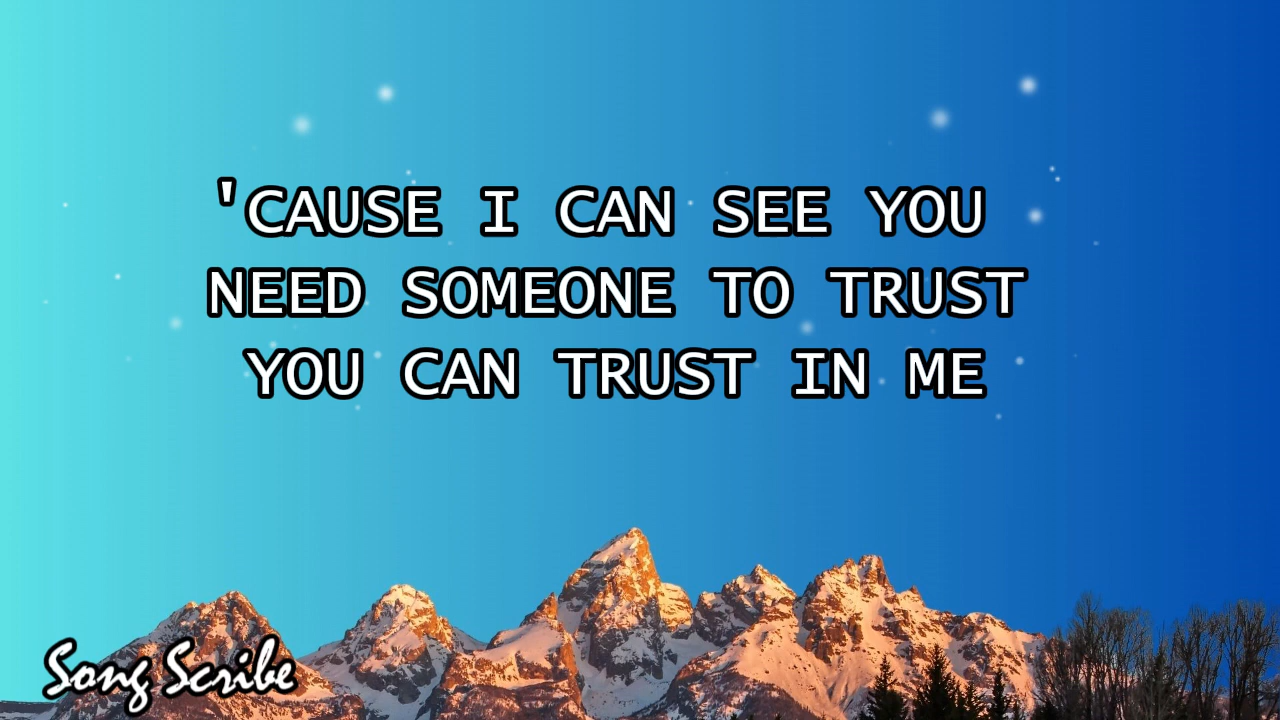 'CAUSE I CAN SEE YOU
NEED SOMEONE TO TRUST
YOU CAN TRUST IN ME
Song Scribe